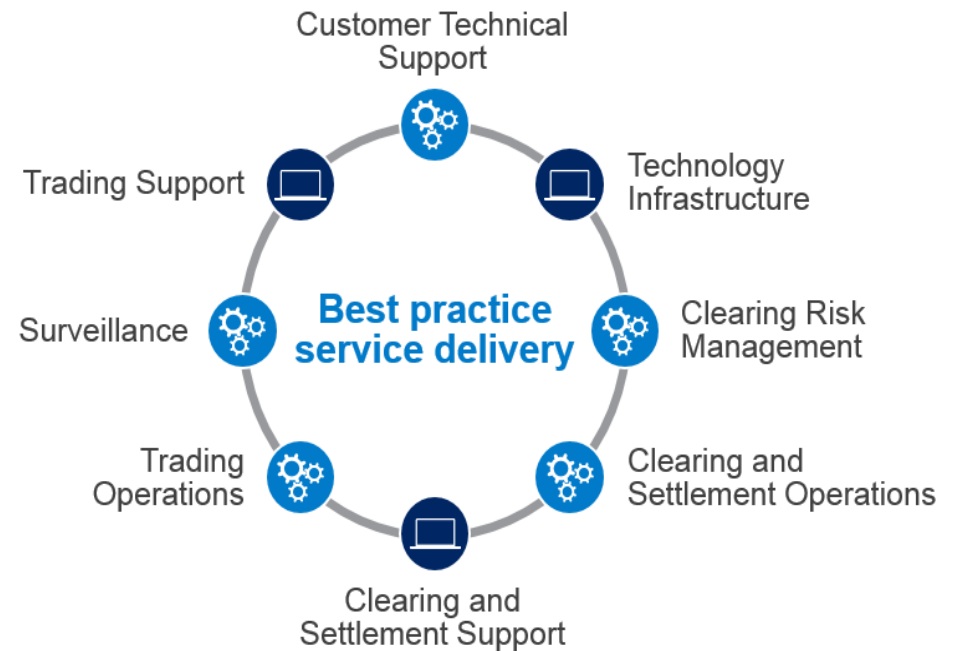 Customer Technical
Support
Trading Support
Technology
Infrastructure
Surveillance
Best practice
service delivery
Clearing Risk
Management
Trading
Operations
Clearing and
Settlement Operations
Clearing and
Settlement Support